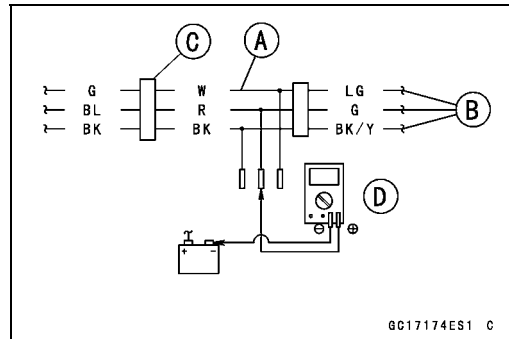 C
A
G W LG
BL R G
BK BK BK/Y
B
D
+ -
⊖ ⊕
GC17174ES1 C